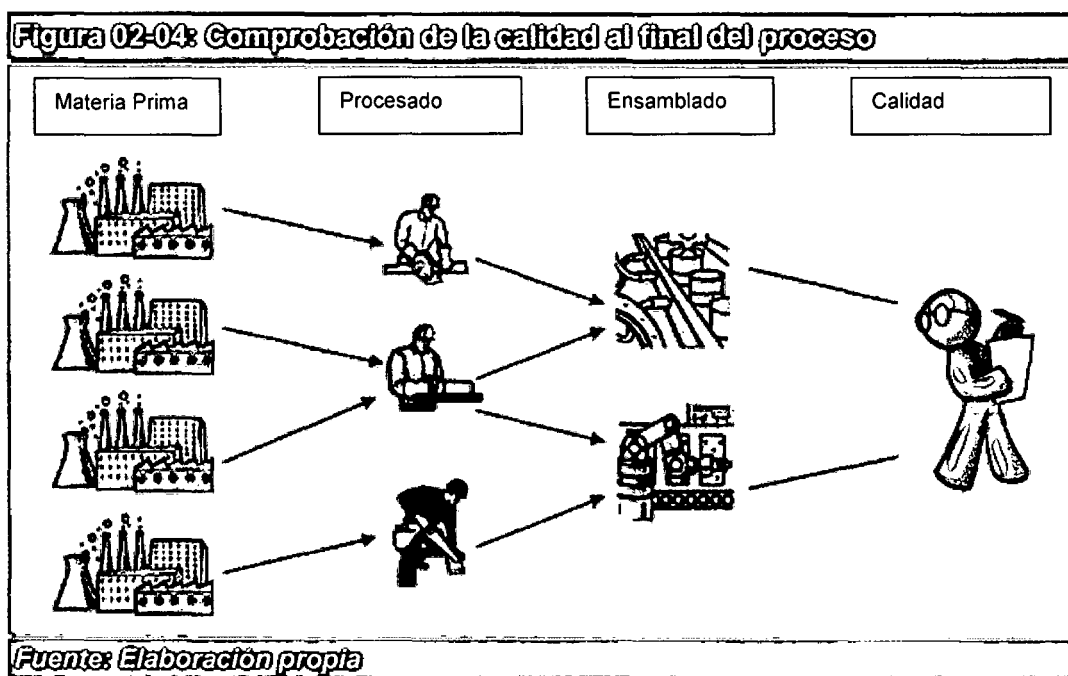 Figura 02-04: Comprobación de la calidad al final del proceso
Materia Prima
Procesado
Ensamblado
Calidad
Fuente: Elaboración propia